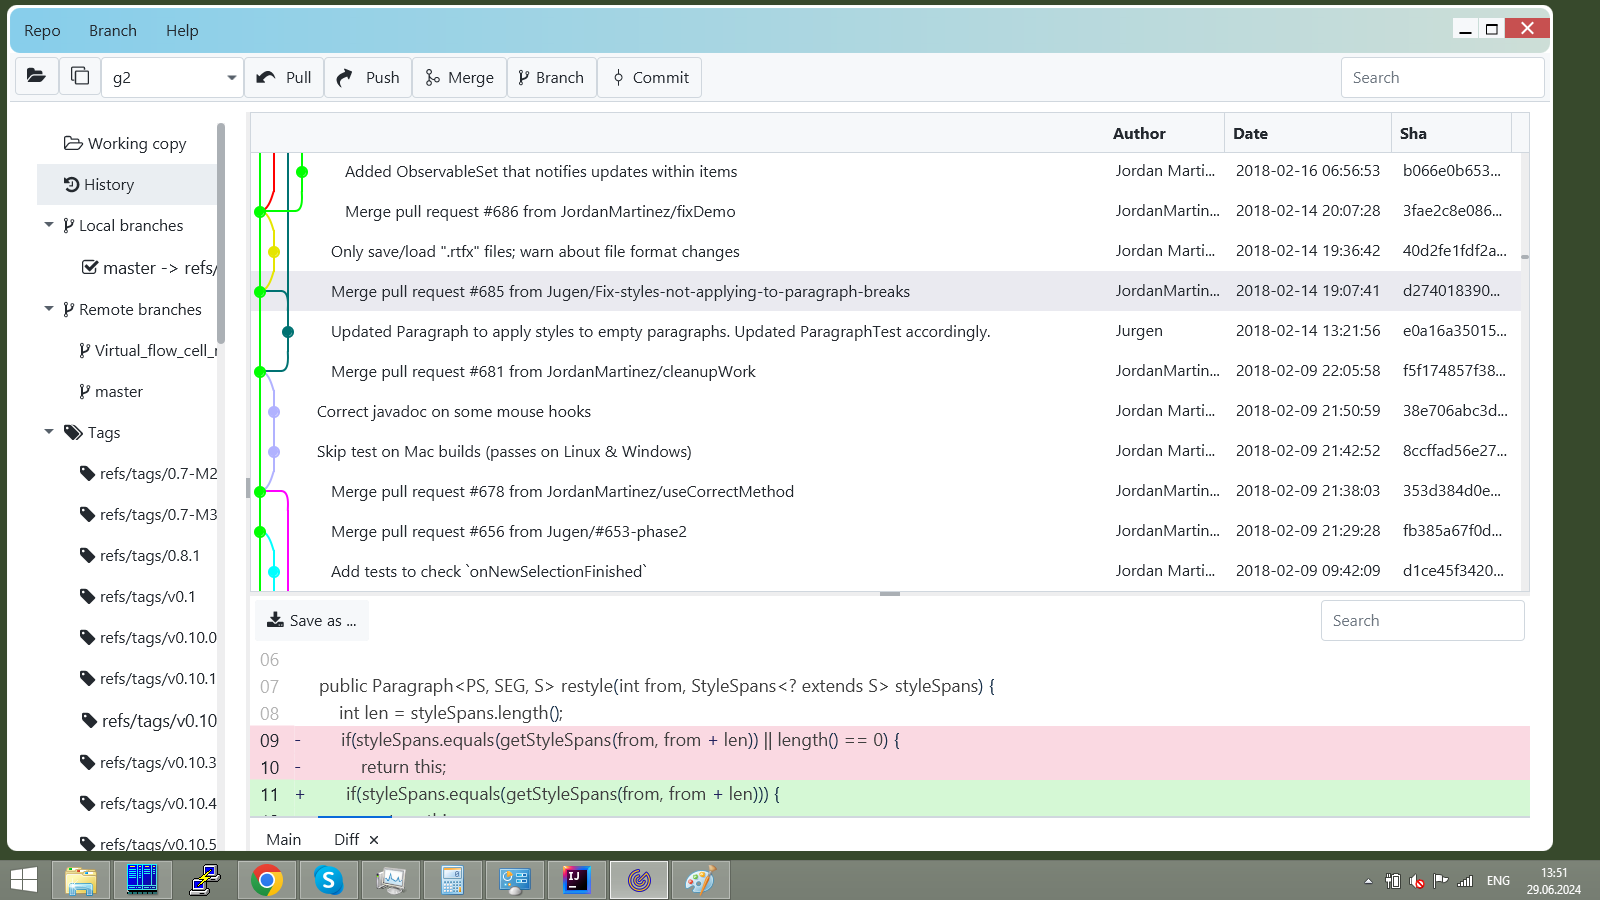 Repo Branch Help
g2 Pull Push Merge Branch Commit Search
Working copy
History
Local branches
master -> refs/
Remote branches
Virtual_flow_cell_r
master
Tags
refs/tags/0.7-M2
refs/tags/0.7-M3
refs/tags/0.8.1
refs/tags/v0.1
refs/tags/v0.10.0
refs/tags/v0.10.1
refs/tags/v0.10
refs/tags/v0.10.3
refs/tags/v0.10.4
refs/tags/v0.10.5
Author Date Sha
Added ObservableSet that notifies updates within items Jordan Marti... 2018-02-16 06:56:53 b066e0b653...
Merge pull request #686 from JordanMartinez/fixDemo JordanMartin... 2018-02-14 20:07:28 3fae2c8e086...
Only save/load ".rtfx" files; warn about file format changes Jordan Marti... 2018-02-14 19:36:42 40d2fe1fdf2a...
Merge pull request #685 from Jugen/Fix-styles-not-applying-to-paragraph-breaks JordanMartin... 2018-02-14 19:07:41 d274018390...
Updated Paragraph to apply styles to empty paragraphs. Updated ParagraphTest accordingly. Jurgen 2018-02-14 13:21:56 e0a16a35015...
Merge pull request #681 from JordanMartinez/cleanupWork JordanMartin... 2018-02-09 22:05:58 f5f174857f38...
Correct javadoc on some mouse hooks Jordan Marti... 2018-02-09 21:50:59 38e706abc3d...
Skip test on Mac builds (passes on Linux & Windows) Jordan Marti... 2018-02-09 21:42:52 8ccffad56e27...
Merge pull request #678 from JordanMartinez/useCorrectMethod JordanMartin... 2018-02-09 21:38:03 353d384d0e...
Merge pull request #656 from Jugen/#653-phase2 JordanMartin... 2018-02-09 21:29:28 fb385a67f0d...
Add tests to check `onNewSelectionFinished` Jordan Marti... 2018-02-09 09:42:09 d1ce45f3420...
Save as ... Search
06
07 public Paragraph<PS, SEG, S> restyle(int from, StyleSpans<? extends S> styleSpans) {
08 int len = styleSpans.length();
09 - if(styleSpans.equals(getStyleSpans(from, from + len)) || length() == 0) {
10 - return this;
11 + if(styleSpans.equals(getStyleSpans(from, from + len))) {
Main Diff ×
ENG 13:51
29.06.2024